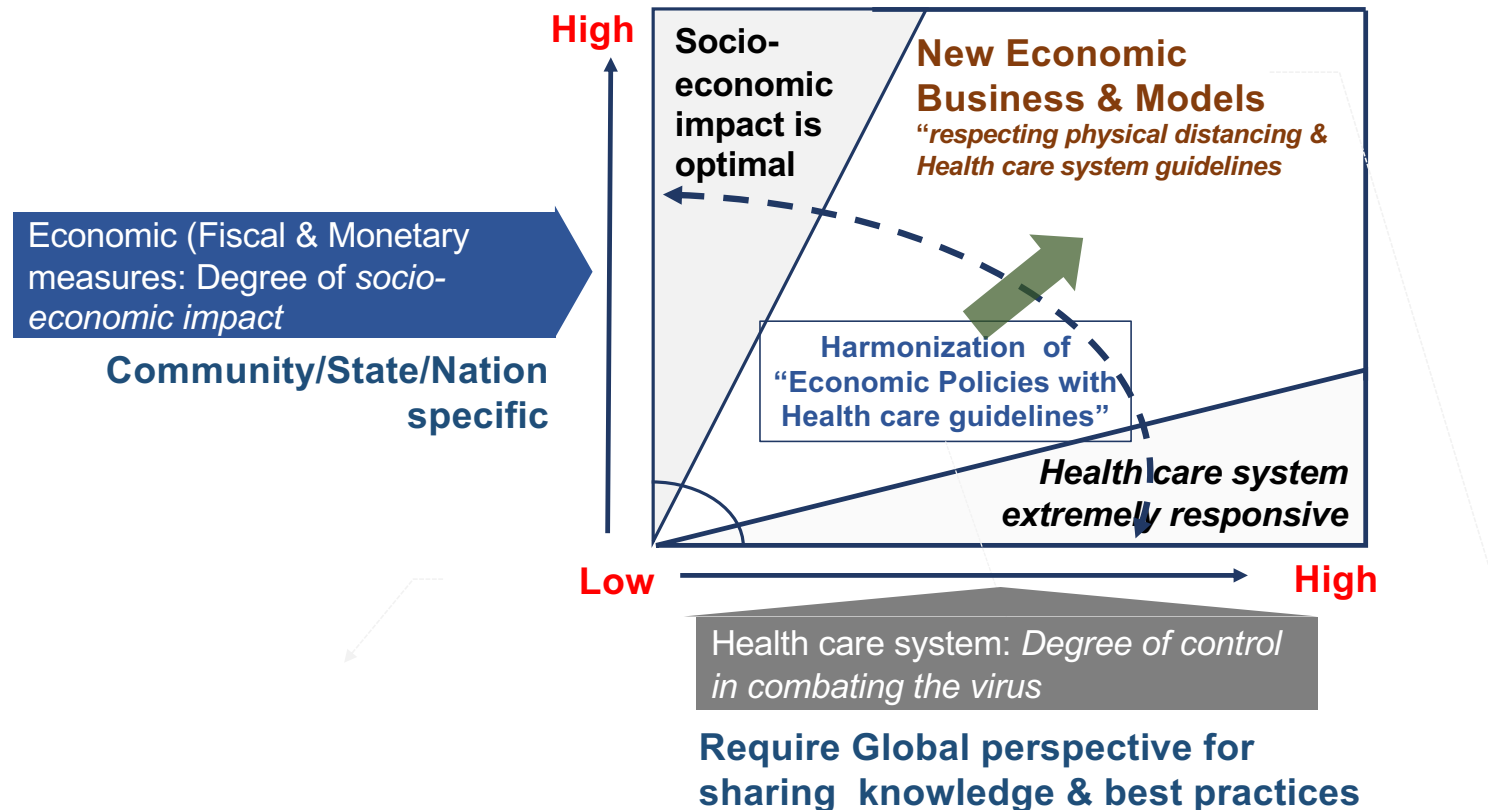 High
Socio-
economic
impact is
optimal
New Economic
Business & Models
“respecting physical distancing &
Health care system guidelines
Economic (Fiscal & Monetary
measures: Degree of socio-
economic impact
Community/State/Nation
specific
Harmonization of
“Economic Policies with
Health care guidelines”
Health care system
extremely responsive
Low
High
Health care system: Degree of control
in combating the virus
Require Global perspective for
sharing knowledge & best practices